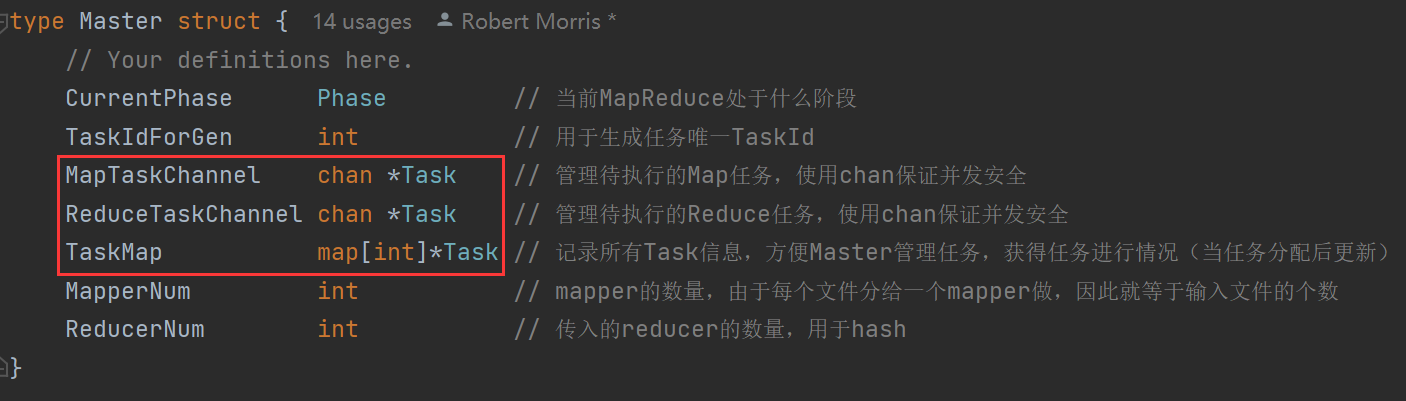 type Master struct { 14 usages Robert Morris *
// Your definitions here.
CurrentPhase Phase // 当前MapReduce处于什么阶段
TaskIdForGen int // 用于生成任务唯一TaskId
MapTaskChannel chan *Task // 管理待执行的Map任务，使用chan保证并发安全
ReduceTaskChannel chan *Task // 管理待执行的Reduce任务，使用chan保证并发安全
TaskMap map[int]*Task // 记录所有Task信息，方便Master管理任务，获得任务进行情况（当任务分配后更新）
MapperNum int // mapper的数量，由于每个文件分给一个mapper做，因此就等于输入文件的个数
ReducerNum int // 传入的reducer的数量，用于hash
}